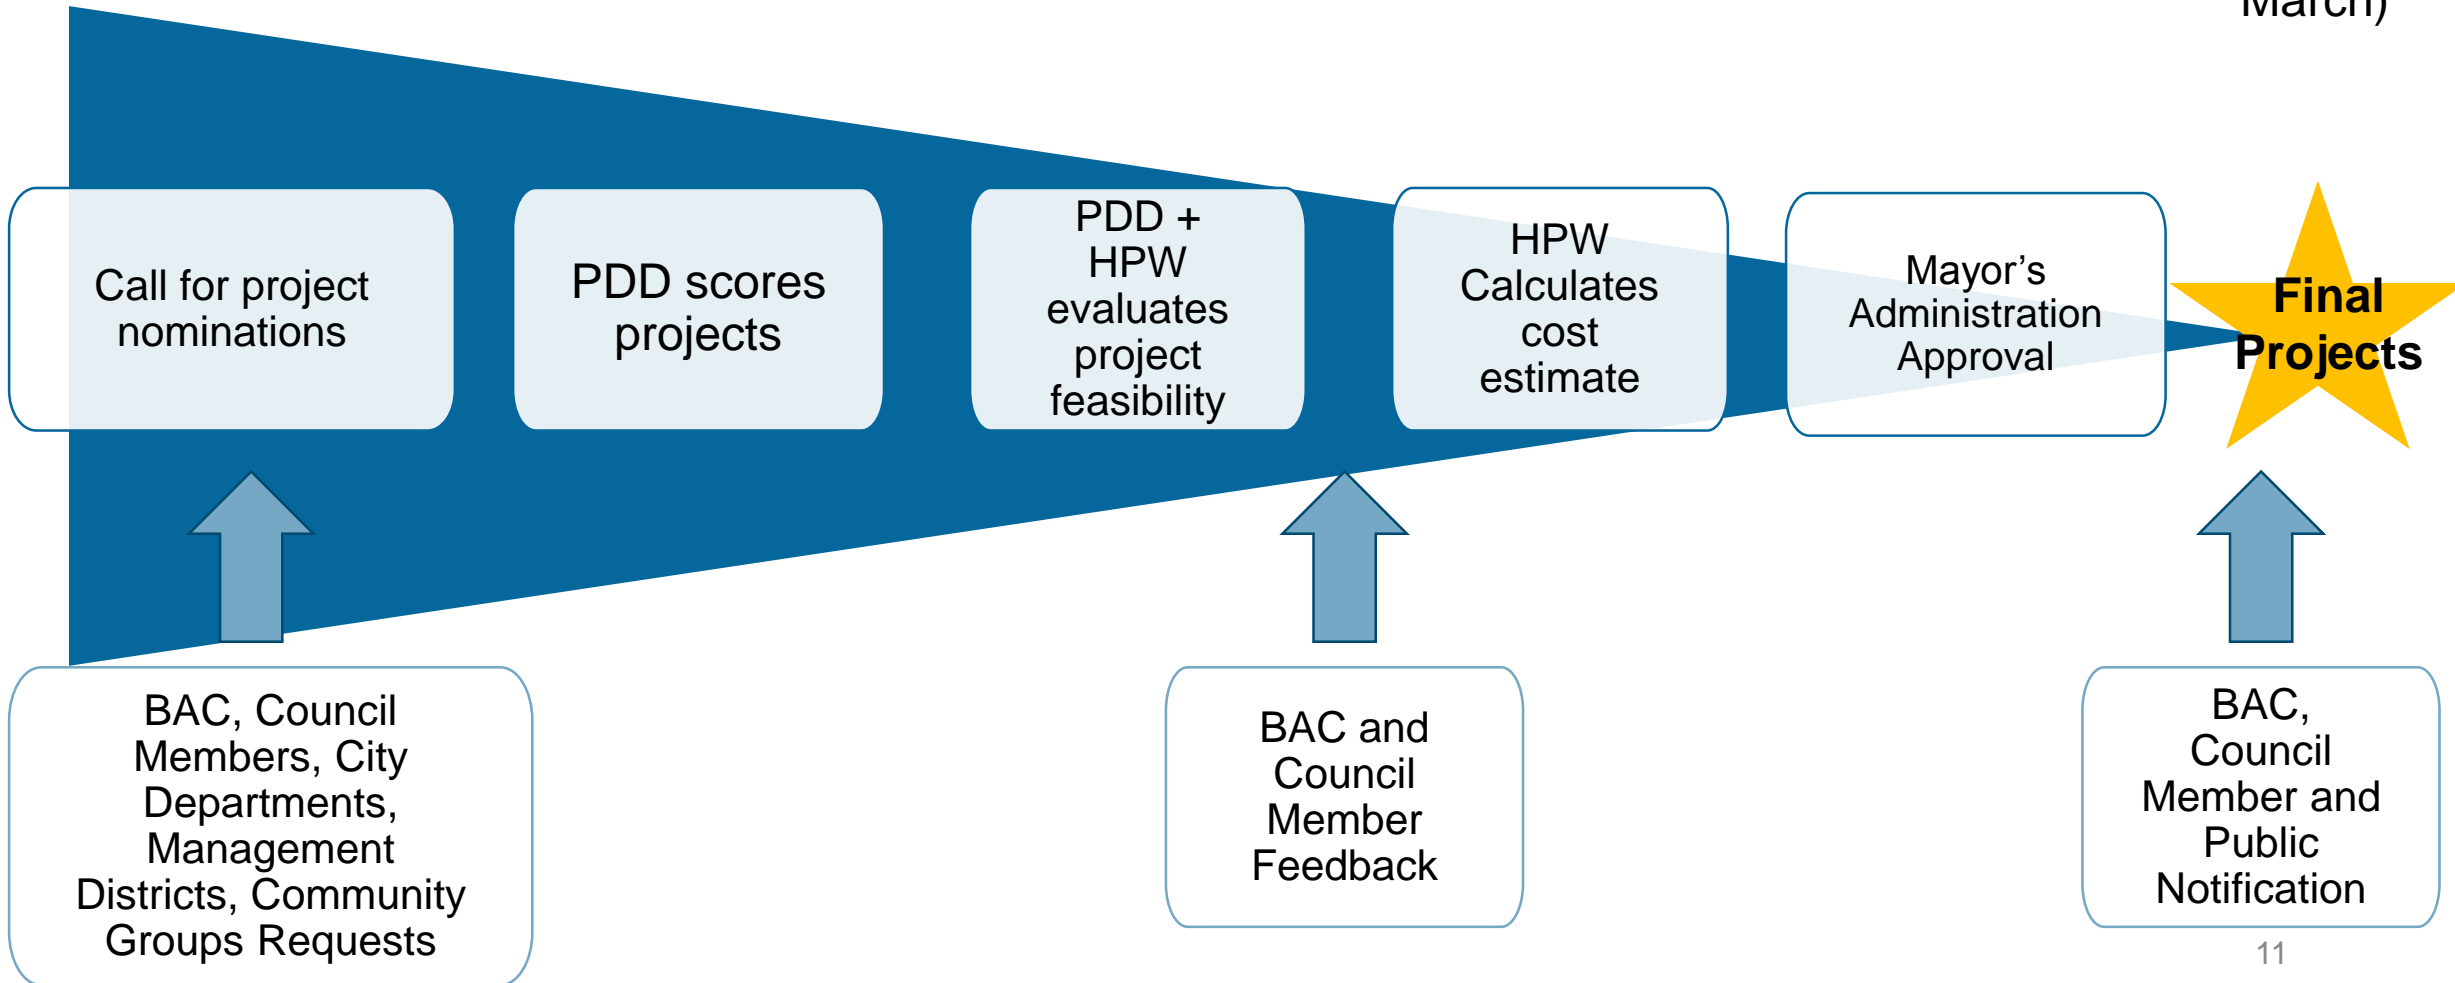 March)
Call for project
nominations
PDD scores
projects
PDD +
HPW
evaluates
project
feasibility
HPW
Calculates
cost
estimate
Mayor’s
Administration
Approval
Final
Projects
BAC, Council
Members, City
Departments,
Management
Districts, Community
Groups Requests
BAC and
Council
Member
Feedback
BAC,
Council
Member and
Public
Notification
11